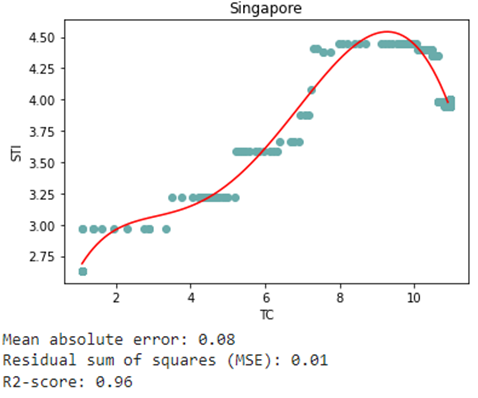 Singapore
4.50
4.25
4.00
3.75
3.50
3.25
3.00
2.75
STI
2 4 6 8 10
TC
Mean absolute error: 0.08
Residual sum of squares (MSE): 0.01
R2-score: 0.96